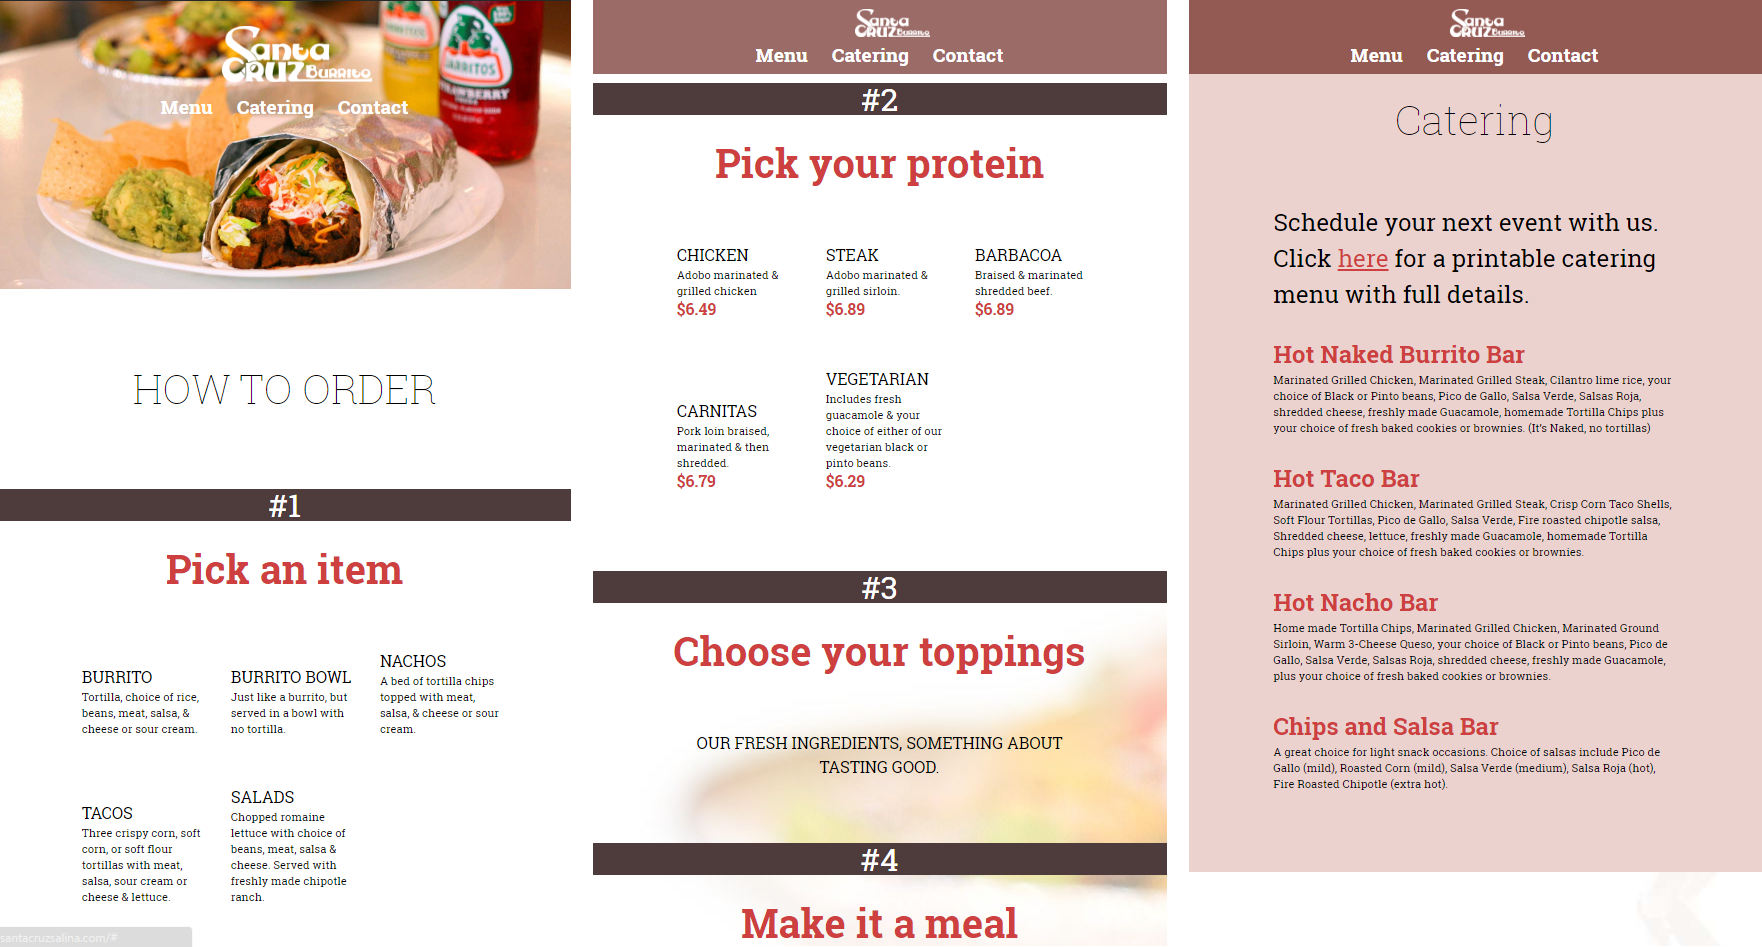 Santa
CRUZ BURRITO
Menu Catering Contact
JARRITOS
JARRITOS
STRAWBERRY
HOW TO ORDER
#1
Pick an item
BURRITO
Tortilla, choice of rice,
beans, meat, salsa, &
cheese or sour cream.
BURRITO BOWL
Just like a burrito, but
served in a bowl with
no tortilla.
NACHOS
A bed of tortilla chips
topped with meat,
salsa, & cheese or sour
cream.
TACOS
Three crispy corn, soft
corn, or soft flour
tortillas with meat,
salsa, sour cream or
cheese & lettuce.
SALADS
Chopped romaine
lettuce with choice of
beans, meat, salsa &
cheese. Served with
freshly made chipotle
ranch.
santacruzsalina.com/#
Santa
CRUZ BURRITO
Menu Catering Contact
#2
Pick your protein
CHICKEN
Adobo marinated &
grilled chicken
$6.49
STEAK
Adobo marinated &
grilled sirloin.
$6.89
BARBACOA
Braised & marinated
shredded beef.
$6.89
CARNITAS
Pork loin braised,
marinated & then
shredded.
$6.79
VEGETARIAN
Includes fresh
guacamole & your
choice of either of our
vegetarian black or
pinto beans.
$6.29
#3
Choose your toppings
OUR FRESH INGREDIENTS, SOMETHING ABOUT
TASTING GOOD.
#4
Make it a meal
Santa
CRUZ BURRITO
Menu Catering Contact
Catering
Schedule your next event with us.
Click here for a printable catering
menu with full details.
Hot Naked Burrito Bar
Marinated Grilled Chicken, Marinated Grilled Steak, Cilantro lime rice, your
choice of Black or Pinto beans, Pico de Gallo, Salsa Verde, Salsas Roja,
shredded cheese, freshly made Guacamole, homemade Tortilla Chips plus
your choice of fresh baked cookies or brownies. (It's Naked, no tortillas)
Hot Taco Bar
Marinated Grilled Chicken, Marinated Grilled Steak, Crisp Corn Taco Shells,
Soft Flour Tortillas, Pico de Gallo, Salsa Verde, Fire roasted chipotle salsa,
Shredded cheese, lettuce, freshly made Guacamole, homemade Tortilla
Chips plus your choice of fresh baked cookies or brownies.
Hot Nacho Bar
Home made Tortilla Chips, Marinated Grilled Chicken, Marinated Ground
Sirloin, Warm 3-Cheese Queso, your choice of Black or Pinto beans, Pico de
Gallo, Salsa Verde, Salsas Roja, shredded cheese, freshly made Guacamole,
plus your choice of fresh baked cookies or brownies.
Chips and Salsa Bar
A great choice for light snack occasions. Choice of salsas include Pico de
Gallo (mild), Roasted Corn (mild), Salsa Verde (medium), Salsa Roja (hot),
Fire Roasted Chipotle (extra hot).